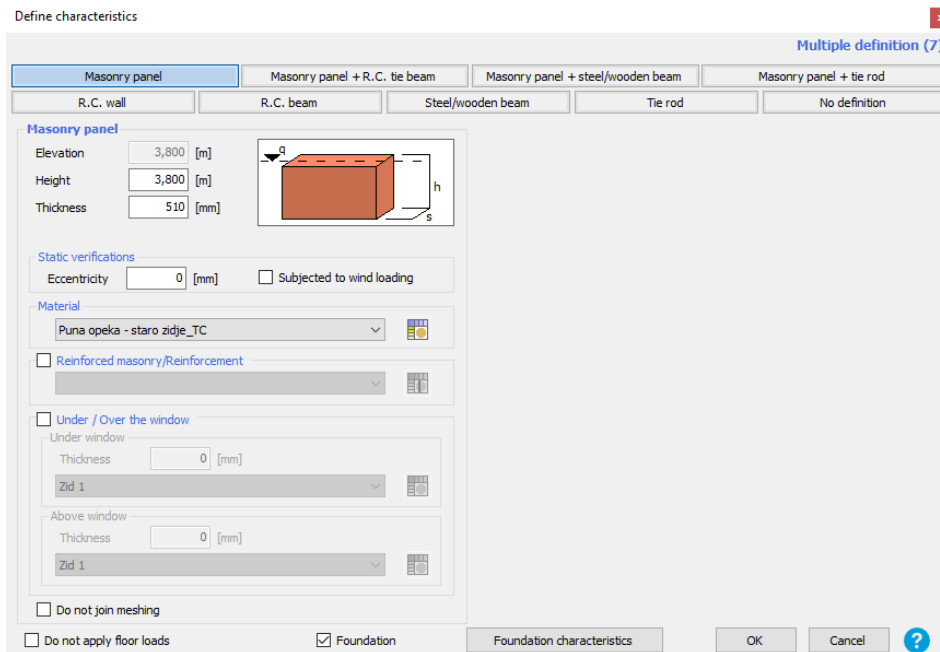 Define characteristics
Multiple definition (7)
Masonry panel
Masonry panel + R.C. tie beam
Masonry panel + steel/wooden beam
Masonry panel + tie rod
R.C. wall
R.C. beam
Steel/wooden beam
Tie rod
No definition
Masonry panel
Elevation 3,800 [m]
Height 3,800 [m]
Thickness 510 [mm]
q
h
s
Static verifications
Eccentricity 0 [mm] Subjected to wind loading
Material
Puna opeka - staro zidje_TC
Reinforced masonry/Reinforcement
Under / Over the window
Under window
Thickness 0 [mm]
Zid 1
Above window
Thickness 0 [mm]
Zid 1
Do not join meshing
Do not apply floor loads
Foundation
Foundation characteristics
OK
Cancel
?